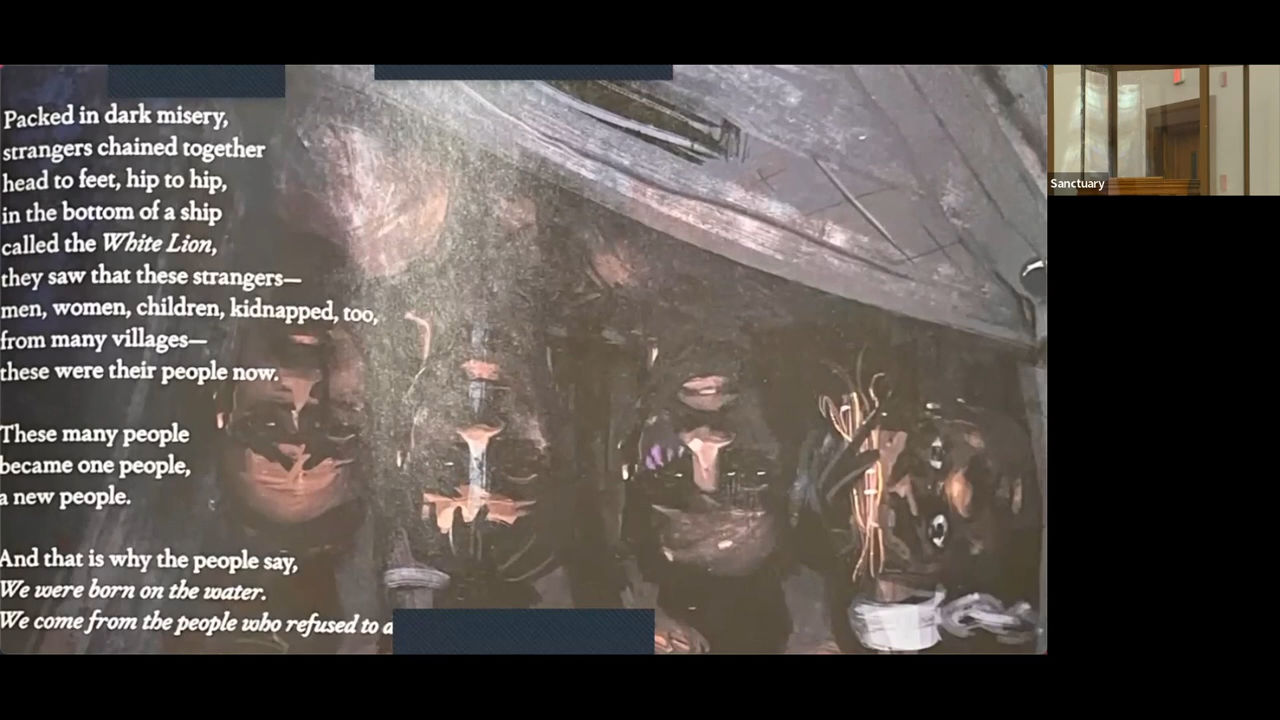 Packed in dark misery,
strangers chained together
head to feet, hip to hip,
in the bottom of a ship
called the White Lion,
they saw that these strangers—
men, women, children, kidnapped, too,
from many villages—
these were their people now.
These many people
became one people,
a new people.
And that is why the people say,
We were born on the water.
We come from the people who refused to
Sanctuary